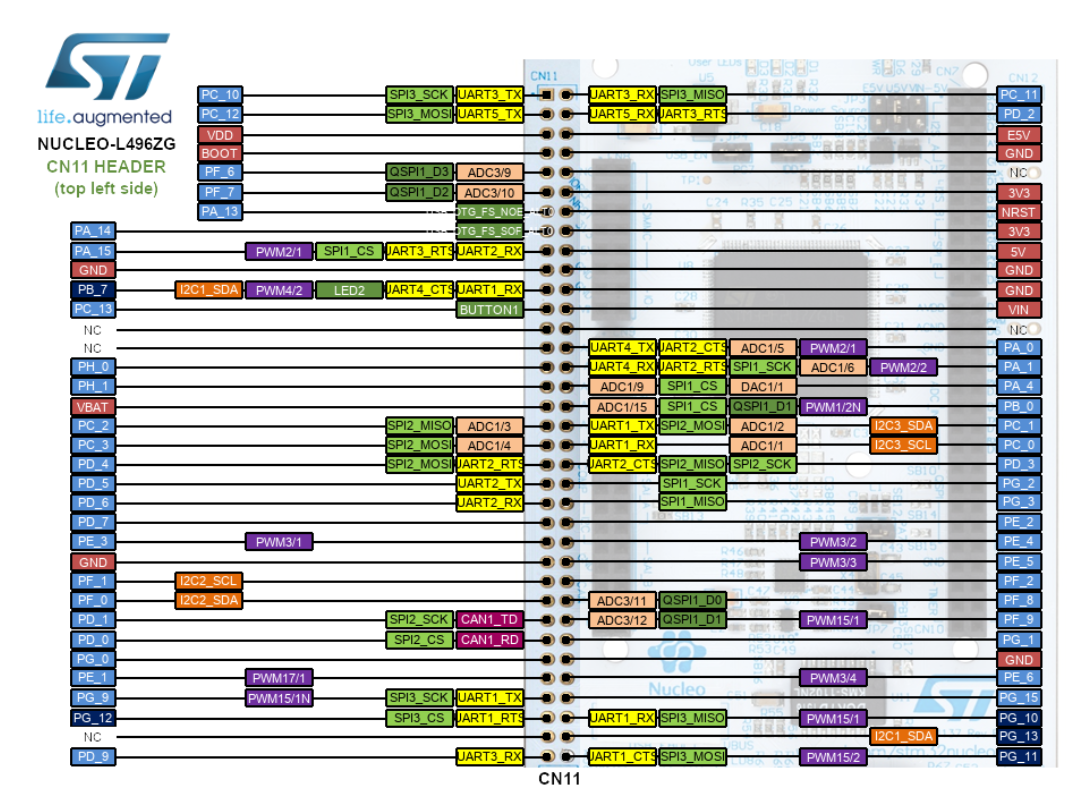 life.augmented
NUCLEO-L496ZG
CN11 HEADER
(top left side)
CN11
CN7
CN12
PC_10 SPI3_SCK UART3_TX UART3_RX SPI3_MISO PC_11
PC_12 SPI3_MOSI UART5_TX UART5_RX UART3_RTS PD_2
VDD E5V
BOOT GND
PF_6 QSPI1_D3 ADC3/9 NC
PF_7 QSPI1_D2 ADC3/10 3V3
PA_13 USB_OTG_FS_NOE_ALT0 NRST
PA_14 USB_OTG_FS_SOF_ALT0 3V3
PA_15 PWM2/1 SPI1_CS UART3_RTS UART2_RX 5V
GND GND
PB_7 I2C1_SDA PWM4/2 LED2 UART4_CTS UART1_RX GND
PC_13 BUTTON1 VIN
NC NC
NC UART4_TX UART2_CTS ADC1/5 PWM2/1 PA_0
PH_0 UART4_RX UART2_RTS SPI1_SCK ADC1/6 PWM2/2 PA_1
PH_1 ADC1/9 SPI1_CS DAC1/1 PA_4
VBAT ADC1/15 SPI1_CS QSPI1_D1 PWM1/2N PB_0
PC_2 SPI2_MISO ADC1/3 UART1_TX SPI2_MOSI ADC1/2 I2C3_SDA PC_1
PC_3 SPI2_MOSI ADC1/4 UART1_RX ADC1/1 I2C3_SCL PC_0
PD_4 SPI2_MOSI UART2_RTS UART2_CTS SPI2_MISO SPI2_SCK PD_3
PD_5 UART2_TX SPI1_SCK PG_2
PD_6 UART2_RX SPI1_MISO PG_3
PD_7 PE_2
PE_3 PWM3/1 PWM3/2 PE_4
GND PWM3/3 PE_5
PF_1 I2C2_SCL PF_2
PF_0 I2C2_SDA ADC3/11 QSPI1_D0 PF_8
PD_1 SPI2_SCK CAN1_TD ADC3/12 QSPI1_D1 PWM15/1 PF_9
PD_0 SPI2_CS CAN1_RD PG_1
PG_0 GND
PE_1 PWM17/1 PWM3/4 PE_6
PG_9 PWM15/1N SPI3_SCK UART1_TX PG_15
PG_12 SPI3_CS UART1_RTS UART1_RX SPI3_MISO PWM15/1 PG_10
NC I2C1_SDA PG_13
PD_9 UART3_RX UART1_CTS SPI3_MOSI PWM15/2 PG_11
Nucleo
CN11